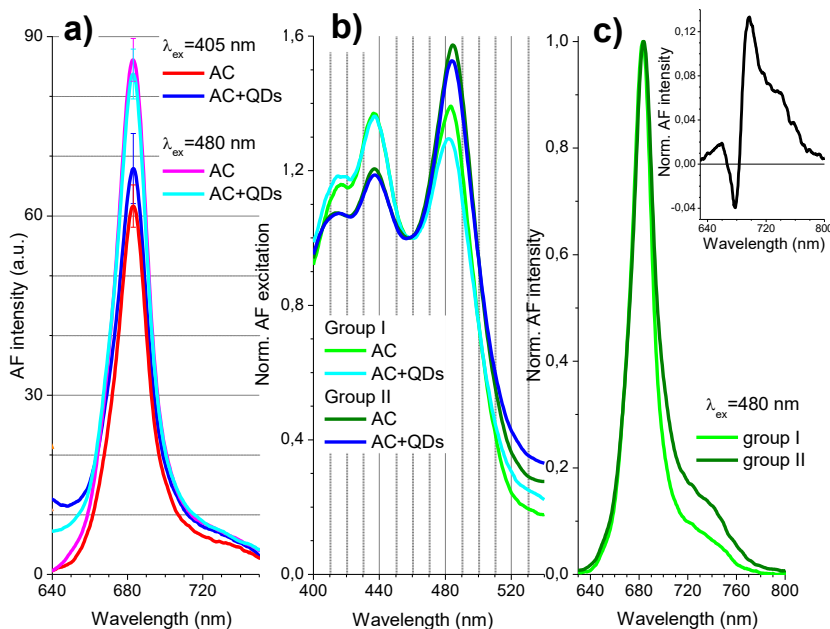 a)
90
60
30
0
640
680
720
Wavelength (nm)
AF intensity (a.u.)
λex=405 nm
AC
AC+QDs
λex=480 nm
AC
AC+QDs
b)
1,6
1,2
0,8
0,4
0,0
400
440
480
520
Wavelength (nm)
Norm. AF excitation
Group I
AC
AC+QDs
Group II
AC
AC+QDs
c)
1,0
0,8
0,6
0,4
0,2
0,0
640
680
720
760
800
Wavelength (nm)
Norm. AF intensity
λex=480 nm
group I
group II
0,12
0,08
0,04
0,00
-0,04
640
680
720
760
800
Wavelength (nm)
Norm. AF intensity